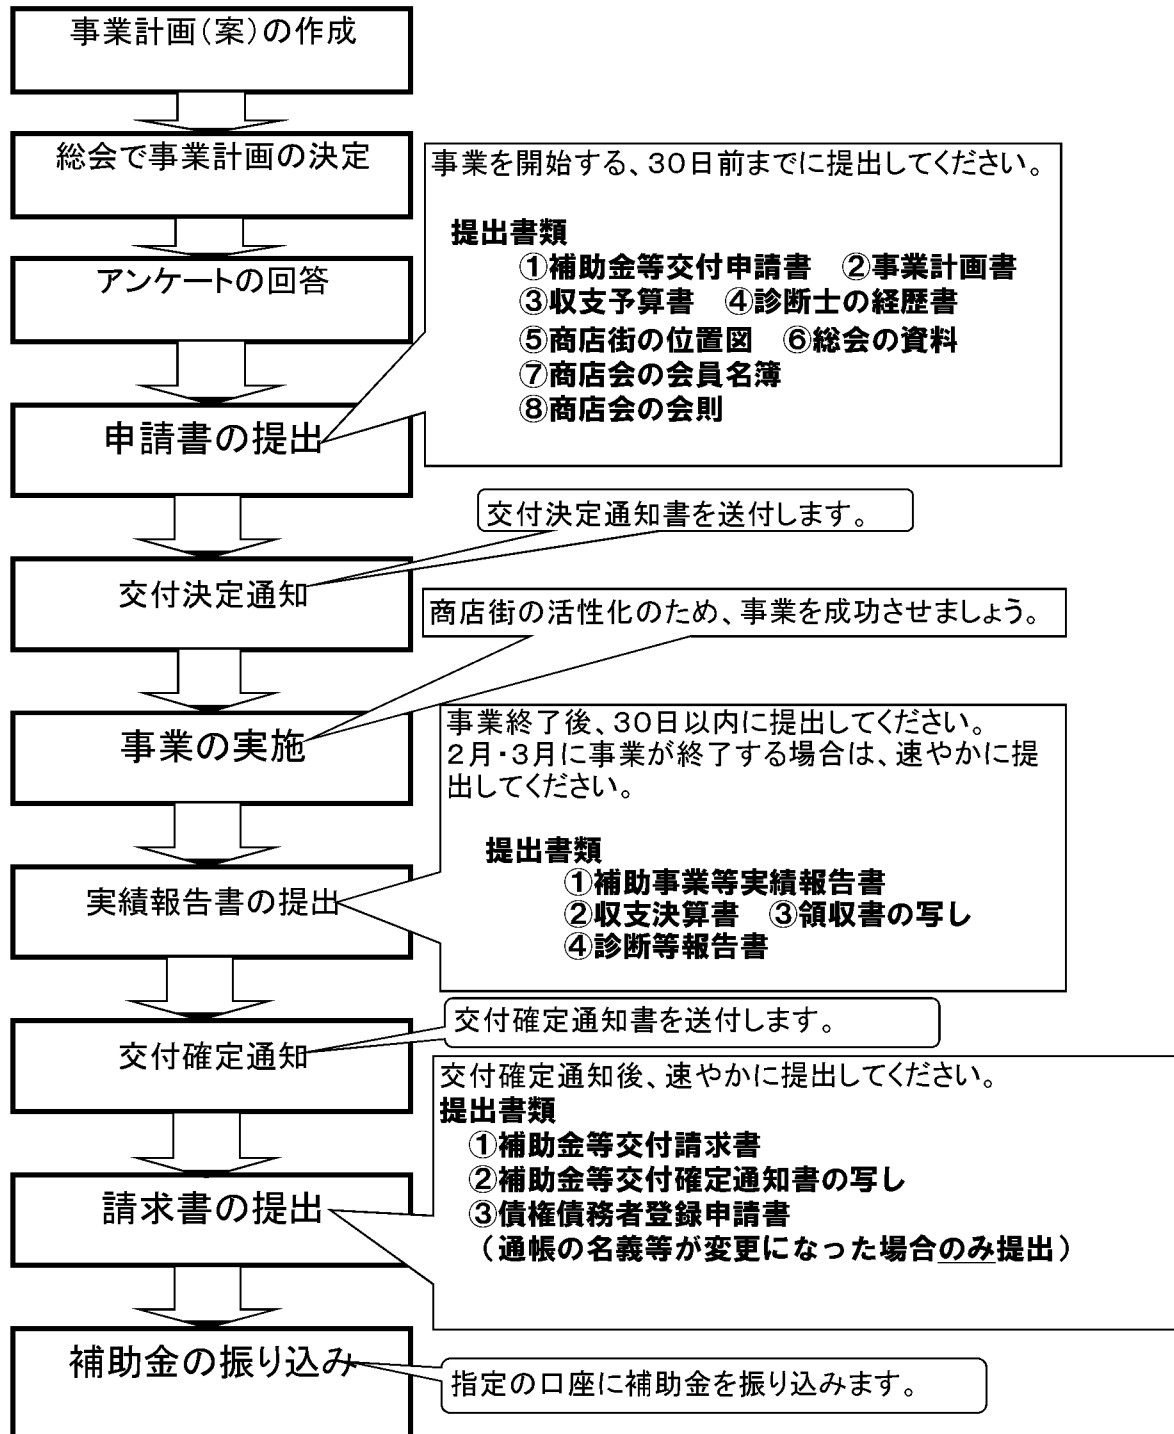 事業計画（案）の作成
総会で事業計画の決定
アンケートの回答
事業を開始する、３０日前までに提出してください。
提出書類
①補助金等交付申請書　②事業計画書
③収支予算書　④診断士の経歴書
⑤商店街の位置図　⑥総会の資料
⑦商店会の会員名簿
⑧商店会の会則
申請書の提出
交付決定通知書を送付します。
交付決定通知
商店街の活性化のため、事業を成功させましょう。
事業の実施
事業終了後、３０日以内に提出してください。
２月・３月に事業が終了する場合は、速やかに提
出してください。
提出書類
①補助事業等実績報告書
②収支決算書　③領収書の写し
④診断等報告書
実績報告書の提出
交付確定通知書を送付します。
交付確定通知
交付確定通知後、速やかに提出してください。
提出書類
①補助金等交付請求書
②補助金等交付確定通知書の写し
③債権債務者登録申請書
（通帳の名義等が変更になった場合のみ提出）
請求書の提出
補助金の振り込み
指定の口座に補助金を振り込みます。